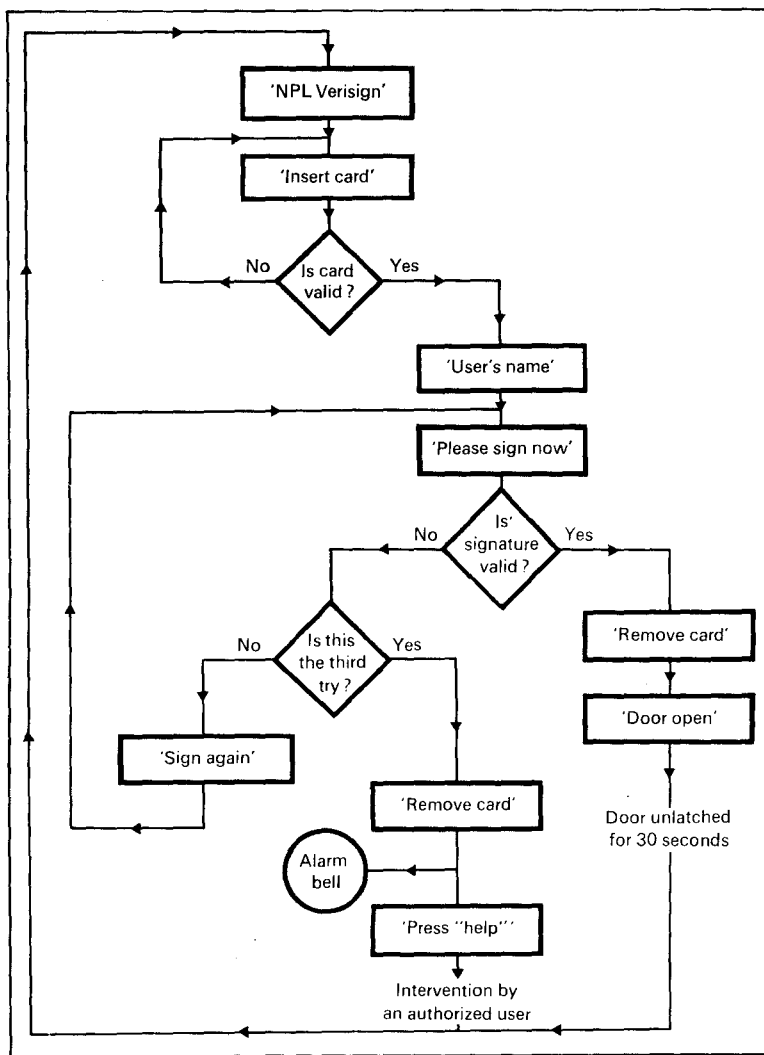 'NPL Verisign'
'Insert card'
No
Is card
valid ?
Yes
'User's name'
'Please sign now'
No
Is'
signature
valid ?
Yes
No
Is this
the third
try ?
Yes
'Remove card'
'Door open'
'Sign again'
'Remove card'
Door unlatched
for 30 seconds
Alarm
bell
'Press "help"'
Intervention by
an authorized user